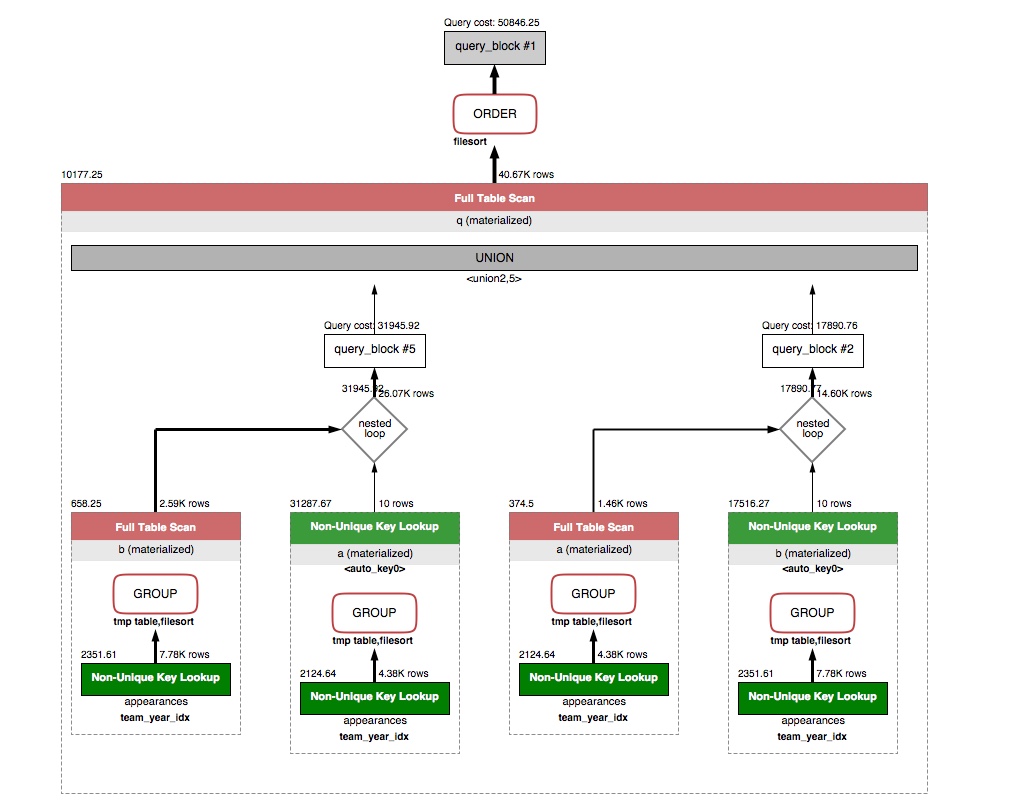 Query cost: 50846.25
query_block #1
ORDER
filesort
10177.25
40.67K rows
Full Table Scan
q (materialized)
UNION
<union2,5>
Query cost: 31945.92
query_block #5
31945.92
26.07K rows
nested
loop
658.25
2.59K rows
Full Table Scan
b (materialized)
GROUP
tmp table,filesort
2351.61
7.78K rows
Non-Unique Key Lookup
appearances
team_year_idx
31287.67
10 rows
Non-Unique Key Lookup
a (materialized)
<auto_key0>
GROUP
tmp table,filesort
2124.64
4.38K rows
Non-Unique Key Lookup
appearances
team_year_idx
Query cost: 17890.76
query_block #2
17890.77
14.60K rows
nested
loop
374.5
1.46K rows
Full Table Scan
a (materialized)
GROUP
tmp table,filesort
2124.64
4.38K rows
Non-Unique Key Lookup
appearances
team_year_idx
17516.27
10 rows
Non-Unique Key Lookup
b (materialized)
<auto_key0>
GROUP
tmp table,filesort
2351.61
7.78K rows
Non-Unique Key Lookup
appearances
team_year_idx